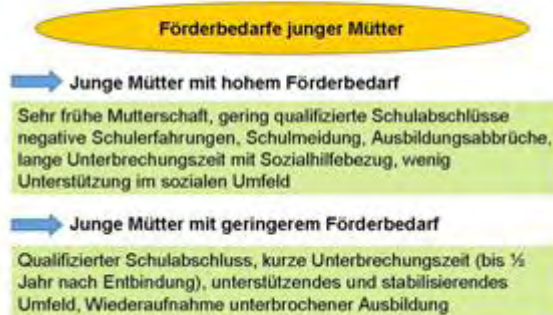 Förderbedarfe junger Mütter
Junge Mütter mit hohem Förderbedarf
Sehr frühe Mutterschaft, gering qualifizierte Schulabschlüsse
negative Schulerfahrungen, Schulmeidung, Ausbildungsabbrüche,
lange Unterbrechungszeit mit Sozialhilfebezug, wenig
Unterstützung im sozialen Umfeld
Junge Mütter mit geringerem Förderbedarf
Qualifizierter Schulabschluss, kurze Unterbrechungszeit (bis ½
Jahr nach Entbindung), unterstützendes und stabilisierendes
Umfeld, Wiederaufnahme unterbrochener Ausbildung